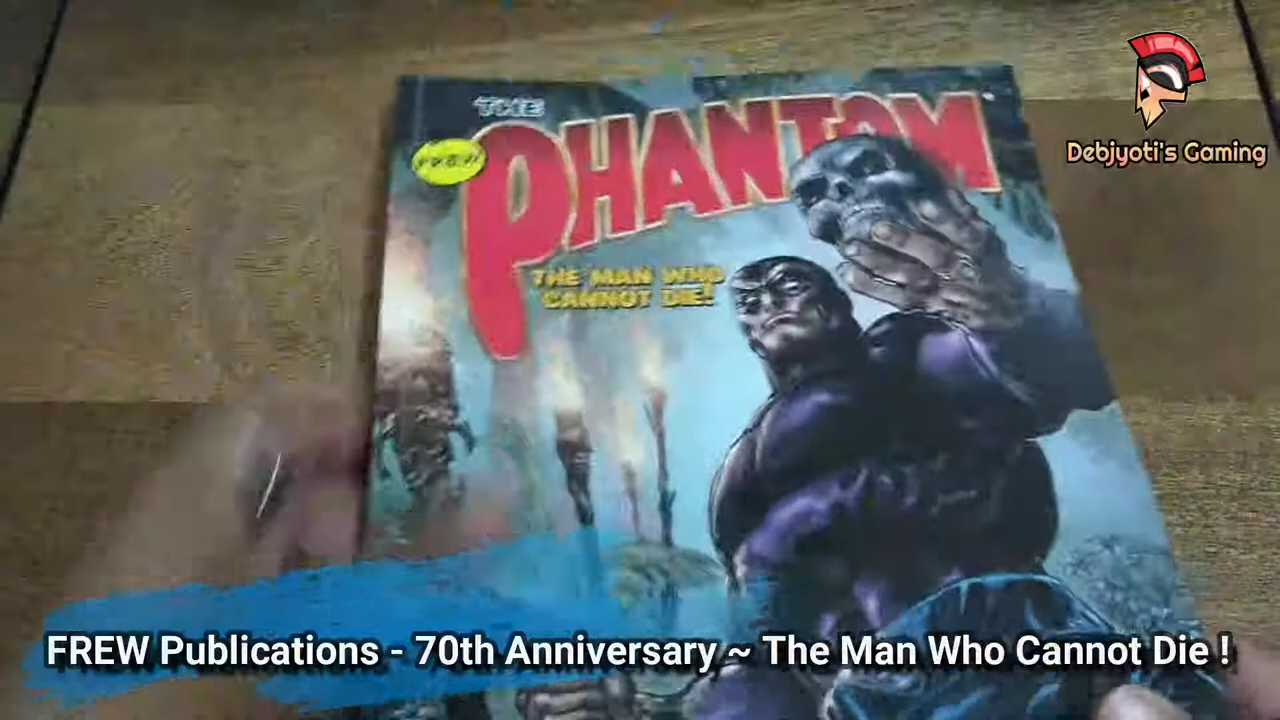 THE
FREW
PHANTOM
THE MAN WHO
CANNOT DIE!
Debjyoti's Gaming
FREW Publications - 70th Anniversary ~ The Man Who Cannot Die !